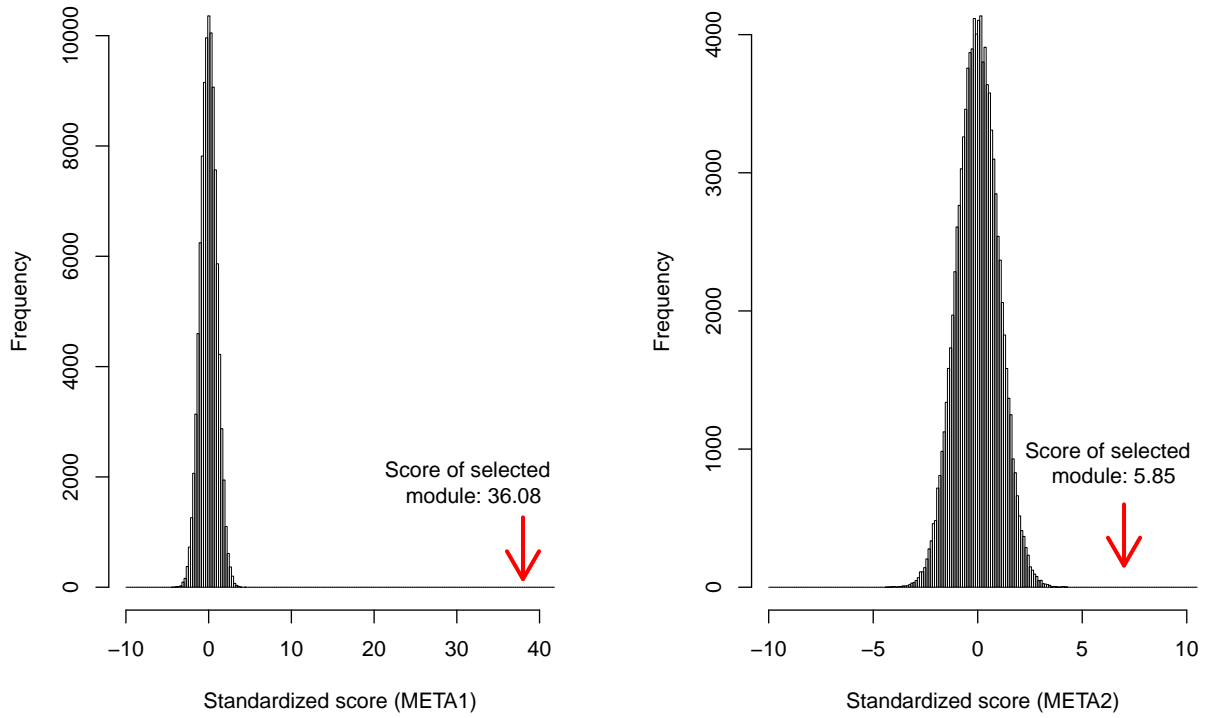 Frequency
0
2000
4000
6000
8000
10000
Score of selected
module: 36.08
−10
0
10
20
30
40
Standardized score (META1)
Frequency
0
1000
2000
3000
4000
Score of selected
module: 5.85
−10
−5
0
5
10
Standardized score (META2)